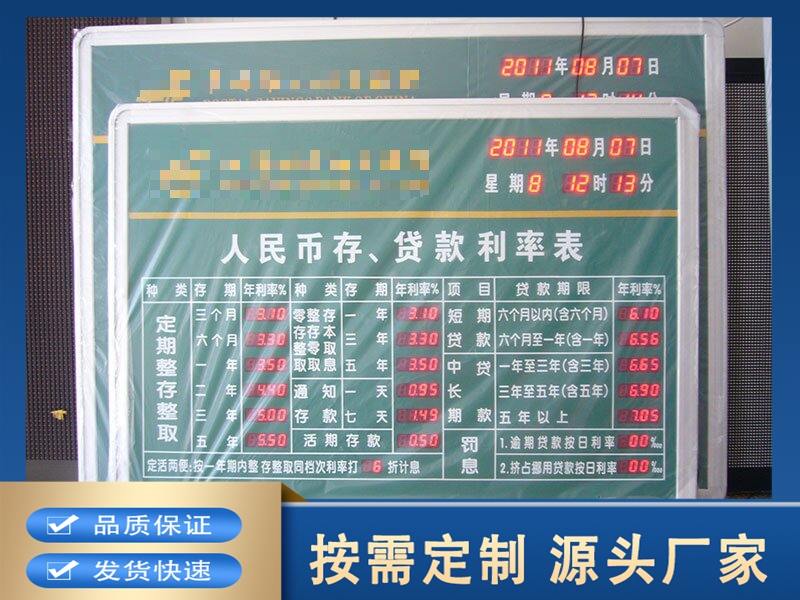 2011年08月07日
POSTAL SAVINGS BANK OF CHINA
2011年08月07日
星期8 12时13分
人民币存、贷款利率表
种类 存期 年利率% 种类 存期 年利率% 项目 贷款期限 年利率%
定期整存整取 三个月 3.10 零整存存存本整零取取取息 一年 3.10 短期贷款 六个月以内(含六个月) 6.10
六个月 3.30 三年 3.30 六个月至一年(含一年) 6.56
一年 3.50 五年 3.50 中长期贷款 一年至三年(含三年) 6.65
二年 4.40 通知存款 一天 0.95 三年至五年(含五年) 6.90
三年 5.00 七天 1.49 五年以上 7.05
五年 5.50 活期存款 0.50 罚息 1.逾期贷款按日利率 00‱
定活两便:按一年期内整存整取同档次利率打6折计息 2.挤占挪用贷款按日利率 00‱
品质保证
发货快速
按需定制 源头厂家